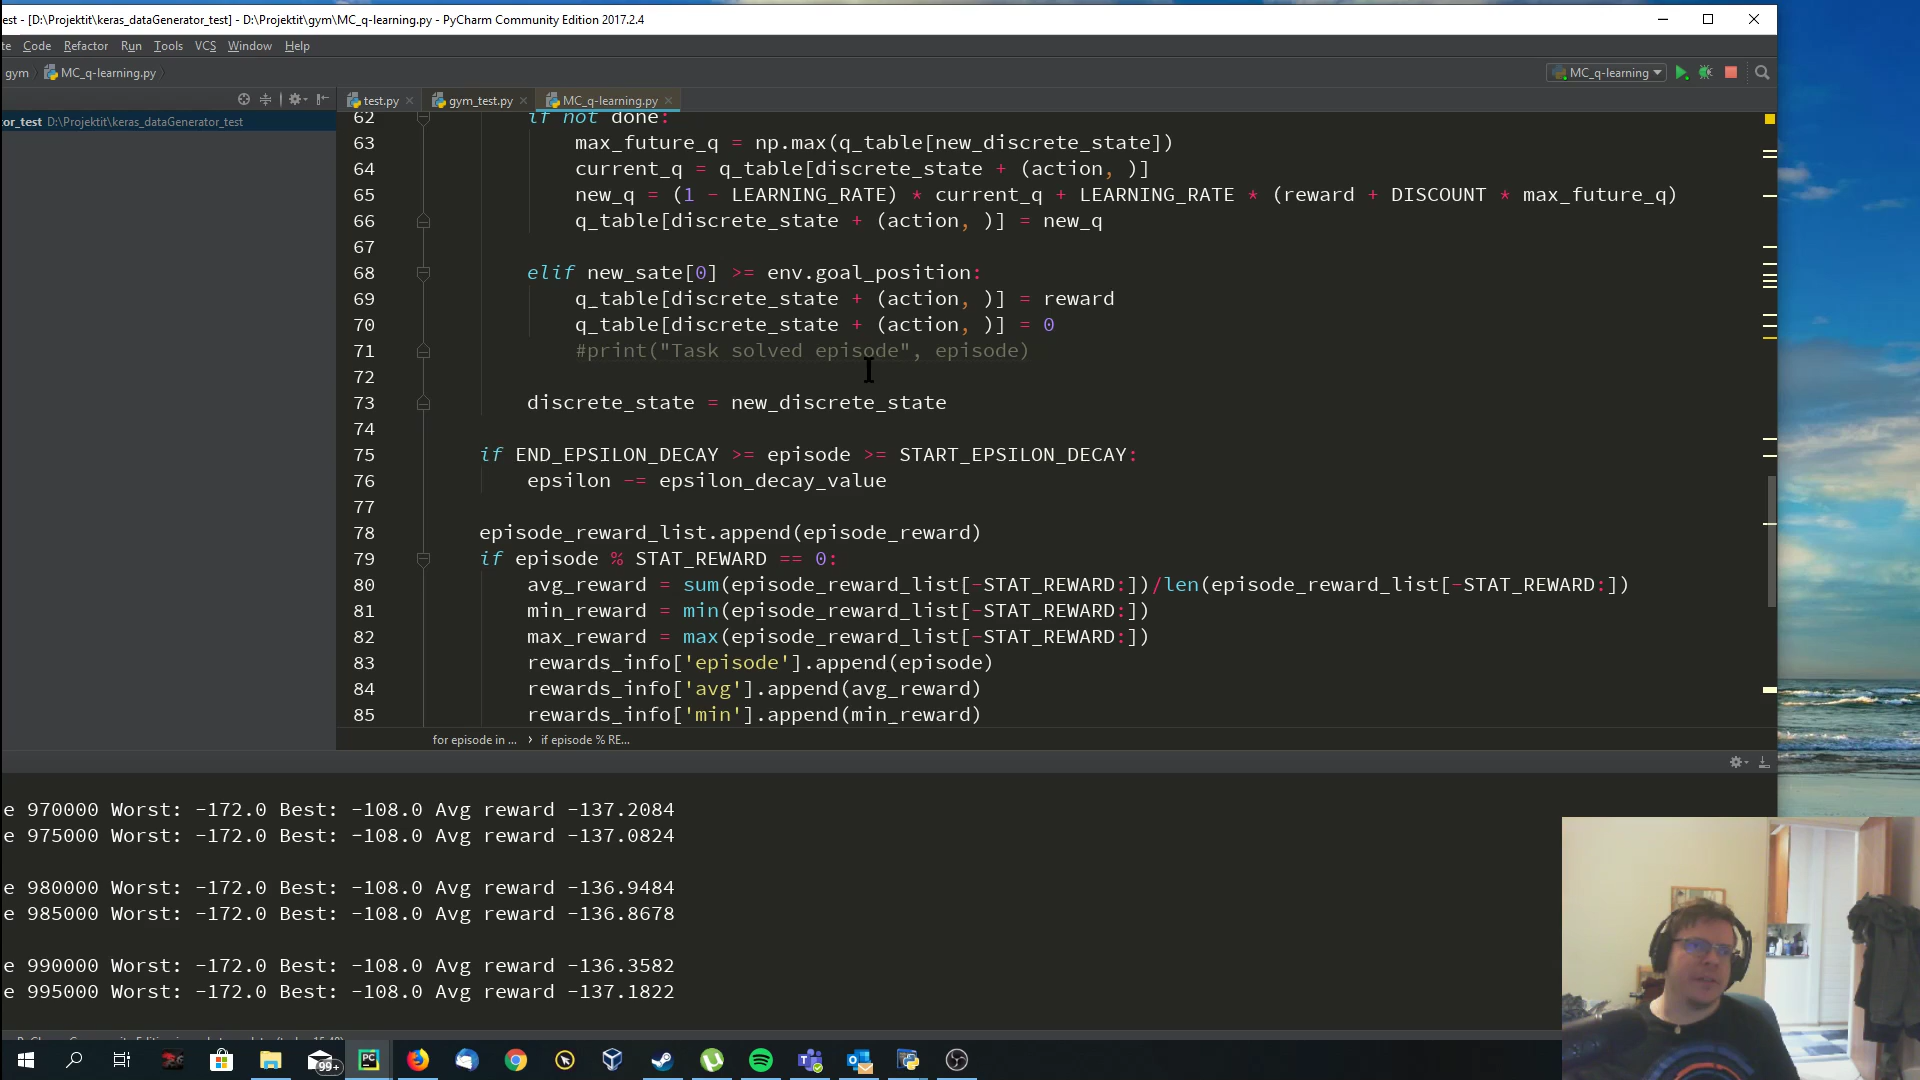 est - [D:\Projektit\keras_dataGenerator_test] - D:\Projektit\gym\MC_q-learning.py - PyCharm Community Edition 2017.2.4
te Code Refactor Run Tools VCS Window Help
gym MC_q-learning.py MC_q-learning
test.py gym_test.py MC_q-learning.py
or_test D:\Projektit\keras_dataGenerator_test
62 if not done:
63 max_future_q = np.max(q_table[new_discrete_state])
64 current_q = q_table[discrete_state + (action, )]
65 new_q = (1 - LEARNING_RATE) * current_q + LEARNING_RATE * (reward + DISCOUNT * max_future_q)
66 q_table[discrete_state + (action, )] = new_q
67
68 elif new_sate[0] >= env.goal_position:
69 q_table[discrete_state + (action, )] = reward
70 q_table[discrete_state + (action, )] = 0
71 #print("Task solved episode", episode)
72
73 discrete_state = new_discrete_state
74
75 if END_EPSILON_DECAY >= episode >= START_EPSILON_DECAY:
76 epsilon -= epsilon_decay_value
77
78 episode_reward_list.append(episode_reward)
79 if episode % STAT_REWARD == 0:
80 avg_reward = sum(episode_reward_list[-STAT_REWARD:])/len(episode_reward_list[-STAT_REWARD:])
81 min_reward = min(episode_reward_list[-STAT_REWARD:])
82 max_reward = max(episode_reward_list[-STAT_REWARD:])
83 rewards_info['episode'].append(episode)
84 rewards_info['avg'].append(avg_reward)
85 rewards_info['min'].append(min_reward)
for episode in ... › if episode % RE...
e 970000 Worst: -172.0 Best: -108.0 Avg reward -137.2084
e 975000 Worst: -172.0 Best: -108.0 Avg reward -137.0824
e 980000 Worst: -172.0 Best: -108.0 Avg reward -136.9484
e 985000 Worst: -172.0 Best: -108.0 Avg reward -136.8678
e 990000 Worst: -172.0 Best: -108.0 Avg reward -136.3582
e 995000 Worst: -172.0 Best: -108.0 Avg reward -137.1822
99+ PC